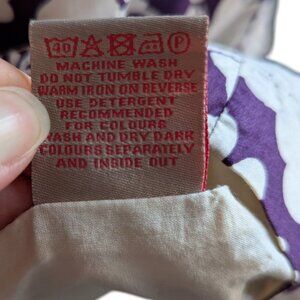 40 P
MACHINE WASH
DO NOT TUMBLE DRY
WARM IRON ON REVERSE
USE DETERGENT
RECOMMENDED
FOR COLOURS
WASH AND DRY DARK
COLOURS SEPARATELY
AND INSIDE OUT